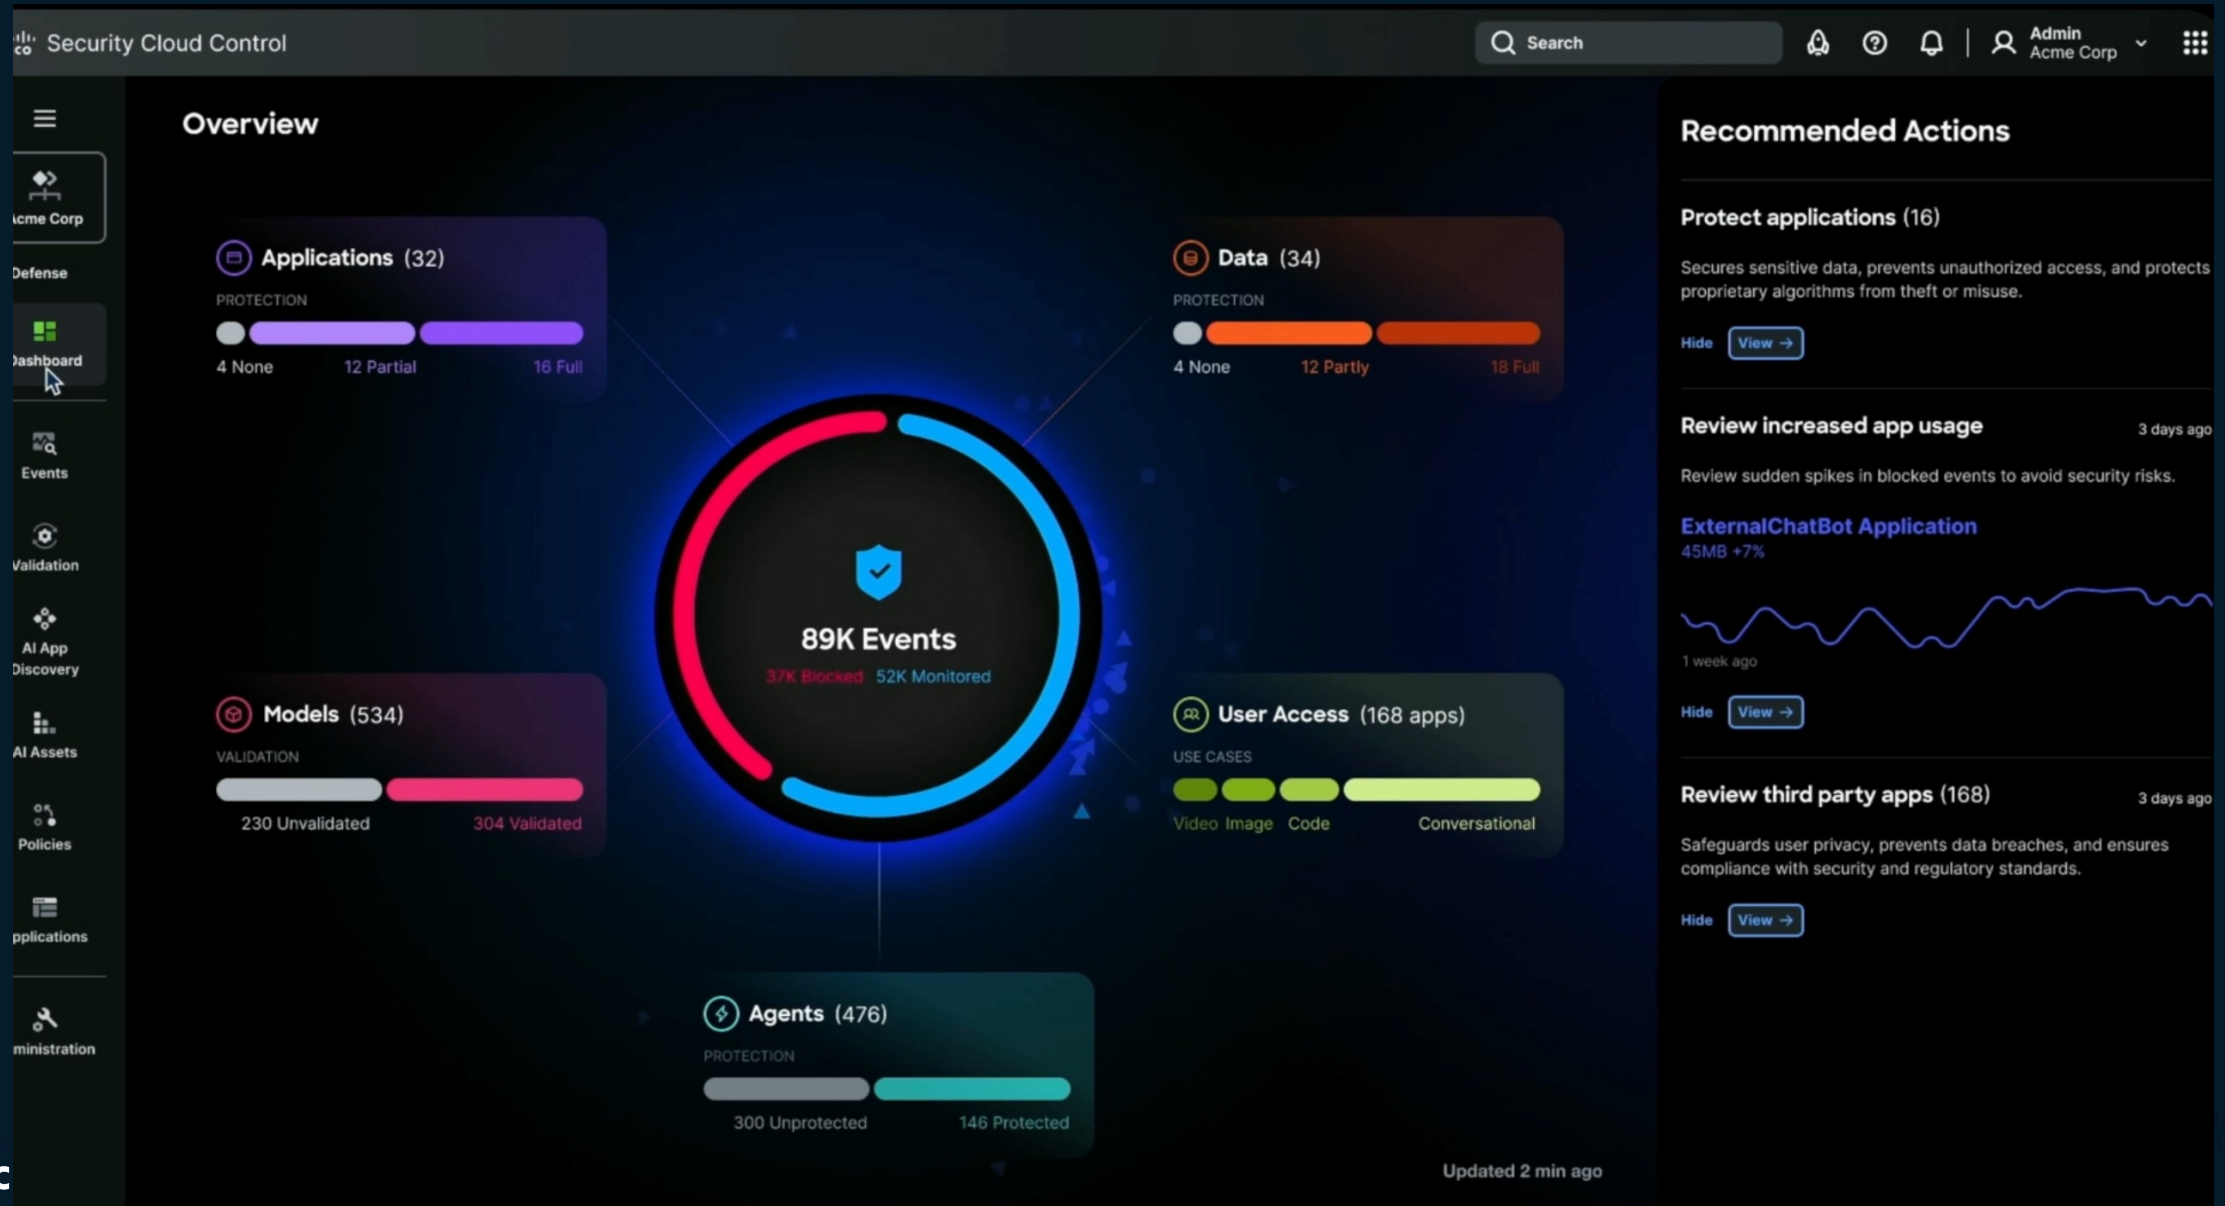 Security Cloud Control
Search
Admin
Acme Corp
Acme Corp
Defense
Dashboard
Events
Validation
AI App
Discovery
AI Assets
Policies
pplications
ministration
Overview
Applications (32)
PROTECTION
4 None 12 Partial 16 Full
Data (34)
PROTECTION
4 None 12 Partly 18 Full
89K Events
37K Blocked 52K Monitored
Models (534)
VALIDATION
230 Unvalidated 304 Validated
User Access (168 apps)
USE CASES
Video Image Code Conversational
Agents (476)
PROTECTION
300 Unprotected 146 Protected
Updated 2 min ago
Recommended Actions
Protect applications (16)
Secures sensitive data, prevents unauthorized access, and protects
proprietary algorithms from theft or misuse.
Hide View →
Review increased app usage 3 days ago
Review sudden spikes in blocked events to avoid security risks.
ExternalChatBot Application
45MB +7%
1 week ago
Hide View →
Review third party apps (168) 3 days ago
Safeguards user privacy, prevents data breaches, and ensures
compliance with security and regulatory standards.
Hide View →